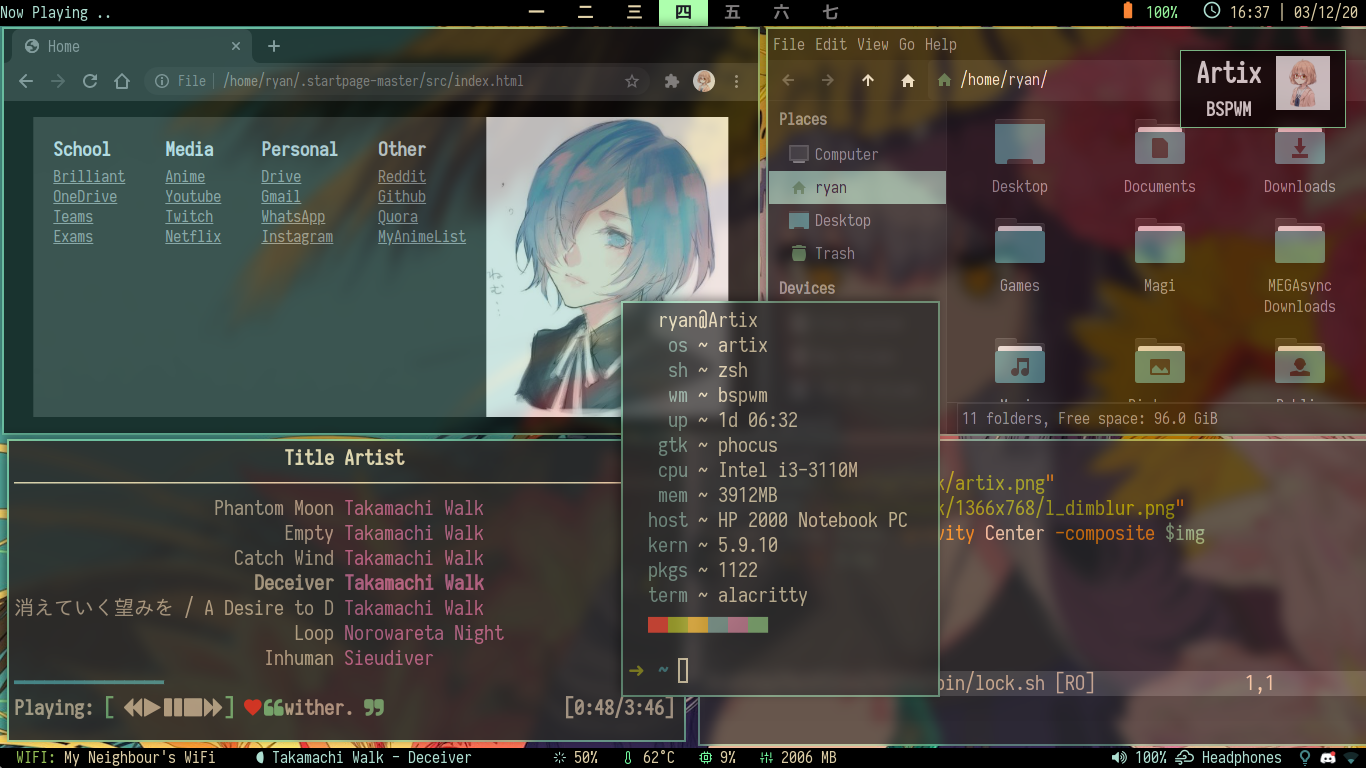 Now Playing ..
一 二 三 四 五 六 七
100% 16:37 | 03/12/20
Home
File /home/ryan/.startpage-master/src/index.html
School Media Personal Other
Brilliant Anime Drive Reddit
OneDrive Youtube Gmail Github
Teams Twitch WhatsApp Quora
Exams Netflix Instagram MyAnimeList
ねむ…
File Edit View Go Help
/home/ryan/
Artix
BSPWM
Places
Computer
ryan
Desktop
Trash
Devices
Desktop Documents Downloads
Games Magi MEGAsync
Downloads
11 folders, Free space: 96.0 GiB
ryan@Artix
os ~ artix
sh ~ zsh
wm ~ bspwm
up ~ 1d 06:32
gtk ~ phocus
cpu ~ Intel i3-3110M
mem ~ 3912MB
host ~ HP 2000 Notebook PC
kern ~ 5.9.10
pkgs ~ 1122
term ~ alacritty
➜ ~
Title Artist
Phantom Moon Takamachi Walk
Empty Takamachi Walk
Catch Wind Takamachi Walk
Deceiver Takamachi Walk
消えていく望みを / A Desire to D Takamachi Walk
Loop Norowareta Night
Inhuman Sieudiver
Playing: [ ] ❤ ❝wither. ❞ [0:48/3:46]
/artix.png"
/1366x768/l_dimblur.png"
vity Center -composite $img
bin/lock.sh [RO] 1,1
WIFI: My Neighbour's WiFi Takamachi Walk - Deceiver 50% 62°C 9% 2006 MB 100% Headphones